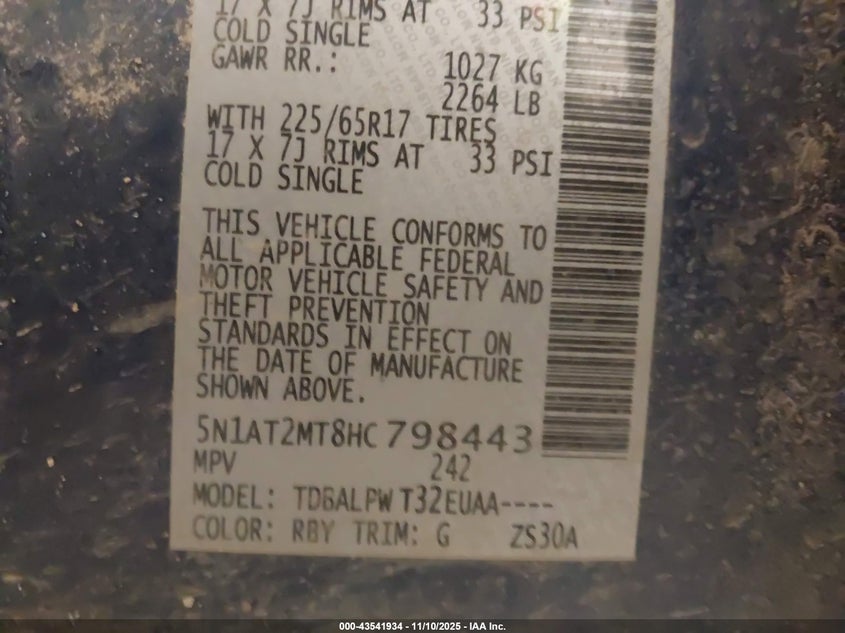 17 X 7J RIMS AT 33 PSI
COLD SINGLE
GAWR RR.: 1027 KG
2264 LB
WITH 225/65R17 TIRES
17 X 7J RIMS AT 33 PSI
COLD SINGLE
THIS VEHICLE CONFORMS TO
ALL APPLICABLE FEDERAL
MOTOR VEHICLE SAFETY AND
THEFT PREVENTION
STANDARDS IN EFFECT ON
THE DATE OF MANUFACTURE
SHOWN ABOVE.
5N1AT2MT8HC798443
MPV 242
MODEL: TDBALPW T32EUAA----
COLOR: RBY TRIM: G ZS30A
000-43541934 - 11/10/2025 - IAA Inc.